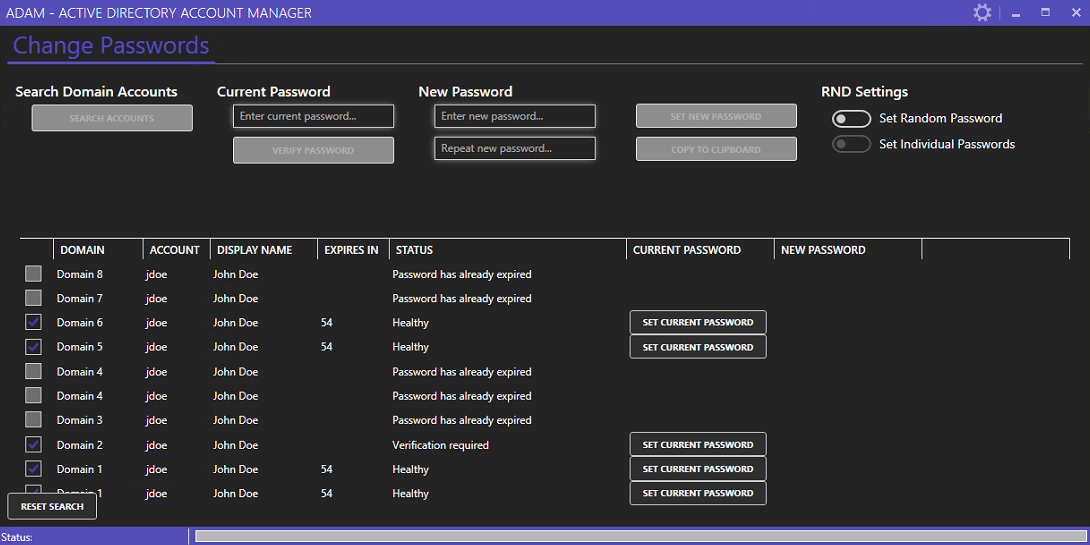 ADAM - ACTIVE DIRECTORY ACCOUNT MANAGER
Change Passwords
Search Domain Accounts Current Password New Password RND Settings
SEARCH ACCOUNTS Enter current password... Enter new password... SET NEW PASSWORD Set Random Password
VERIFY PASSWORD Repeat new password... COPY TO CLIPBOARD Set Individual Passwords
DOMAIN ACCOUNT DISPLAY NAME EXPIRES IN STATUS CURRENT PASSWORD NEW PASSWORD
Domain 8 jdoe John Doe Password has already expired
Domain 7 jdoe John Doe Password has already expired
Domain 6 jdoe John Doe 54 Healthy SET CURRENT PASSWORD
Domain 5 jdoe John Doe 54 Healthy SET CURRENT PASSWORD
Domain 4 jdoe John Doe Password has already expired
Domain 4 jdoe John Doe Password has already expired
Domain 3 jdoe John Doe Password has already expired
Domain 2 jdoe John Doe Verification required SET CURRENT PASSWORD
Domain 1 jdoe John Doe 54 Healthy SET CURRENT PASSWORD
Domain 1 jdoe John Doe 54 Healthy SET CURRENT PASSWORD
RESET SEARCH
Status: